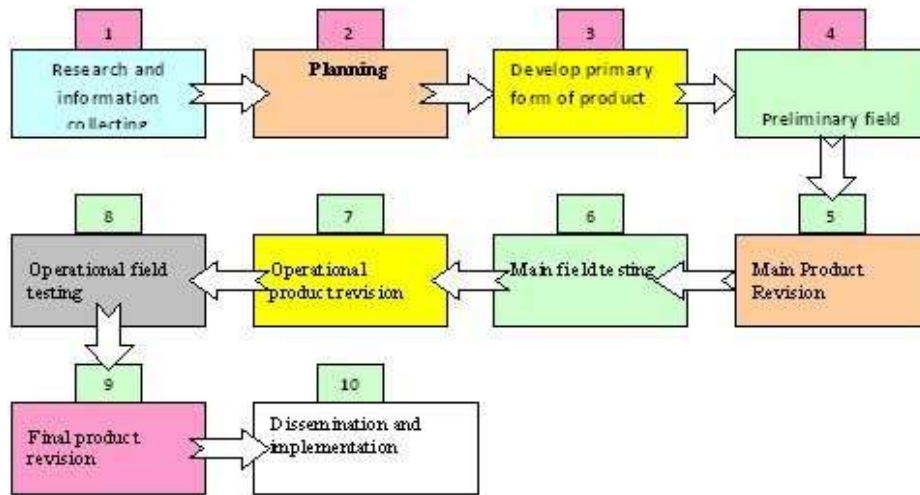 1
Research and
information
collecting
2
Planning
3
Develop primary
form of product
4
Preliminary field
5
Main Product
Revision
6
Main field testing
7
Operational
product revision
8
Operational field
testing
9
Final product
revision
10
Dissemination and
implementation